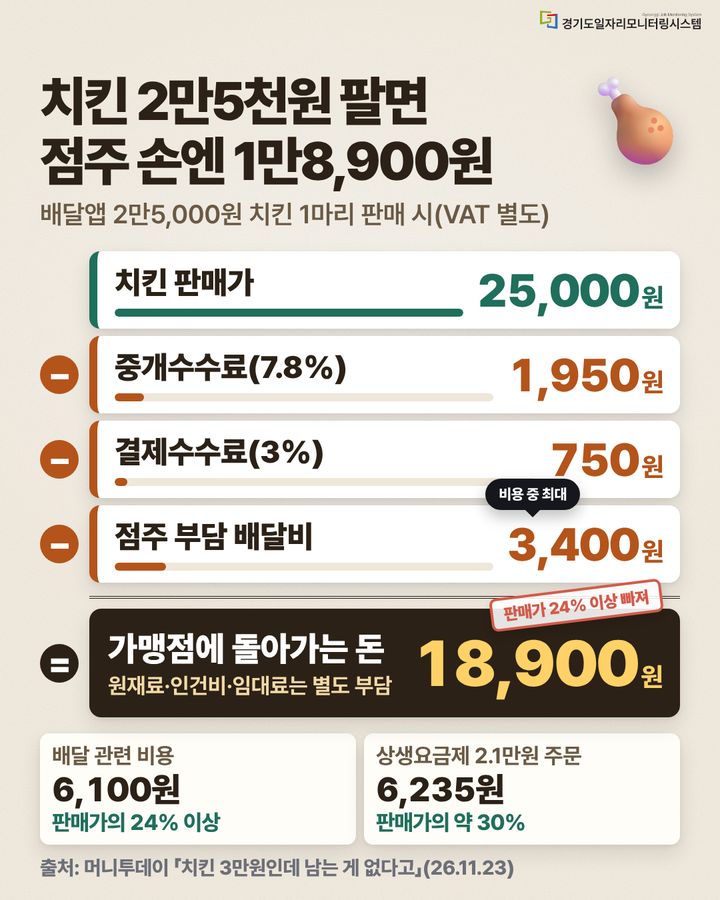 경기도일자리모니터링시스템
치킨 2만5천원 팔면
점주 손엔 1만8,900원
배달앱 2만5,000원 치킨 1마리 판매 시(VAT 별도)
치킨 판매가
25,000원
중개수수료(7.8%)
1,950원
결제수수료(3%)
750원
비용 중 최대
점주 부담 배달비
3,400원
판매가 24% 이상 빠져
가맹점에 돌아가는 돈
원재료·인건비·임대료는 별도 부담
18,900원
배달 관련 비용
6,100원
판매가의 24% 이상
상생요금제 2.1만원 주문
6,235원
판매가의 약 30%
출처: 머니투데이 「치킨 3만원인데 남는 게 없다고」(26.11.23)